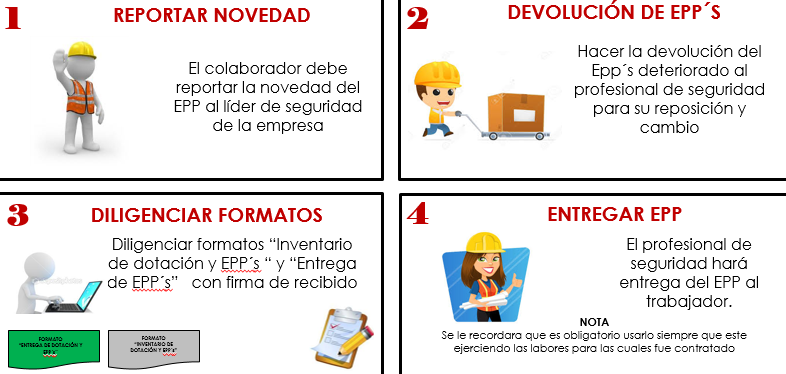 1
REPORTAR NOVEDAD
El colaborador debe
reportar la novedad del
EPP al líder de seguridad
de la empresa
2
DEVOLUCIÓN DE EPP´S
Hacer la devolución del
Epp´s deteriorado al
profesional de seguridad
para su reposición y
cambio
3
DILIGENCIAR FORMATOS
Diligenciar formatos “Inventario
de dotación y EPP´s “ y “Entrega
de EPP´s” con firma de recibido
FORMATO
“ENTREGA DE DOTACIÓN Y
EPP´s”
FORMATO
“INVENTARIO DE
DOTACIÓN Y EPP´s”
4
ENTREGAR EPP
El profesional de
seguridad hará
entrega del EPP al
trabajador.
NOTA
Se le recordara que es obligatorio usarlo siempre que este
ejerciendo las labores para las cuales fue contratado